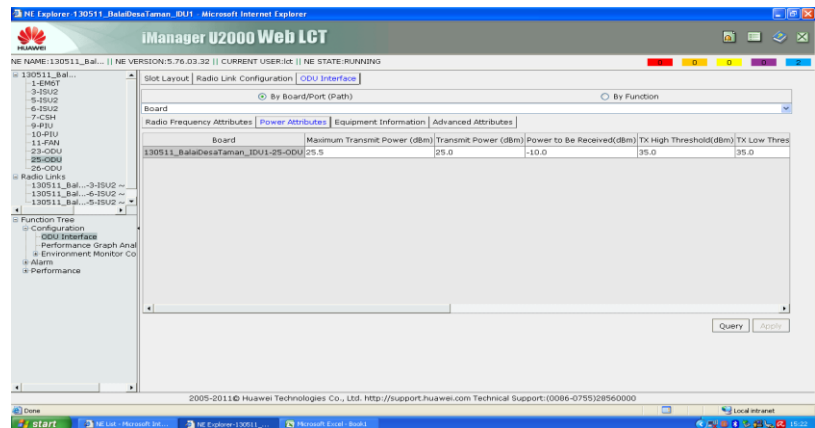 NE Explorer-130511_BalaiDesaTaman_IDU1 - Microsoft Internet Explorer
HUAWEI
iManager U2000 Web LCT
NE NAME:130511_Bal... || NE VERSION:5.76.03.32 || CURRENT USER:lct || NE STATE:RUNNING
0 0 0 0 2
130511_Bal...
1-EM6T
3-ISU2
5-ISU2
6-ISU2
7-CSH
9-PIU
10-PIU
11-FAN
23-ODU
25-ODU
26-ODU
Radio Links
130511_Bal...-3-ISU2 ~
130511_Bal...-6-ISU2 ~
130511_Bal...-5-ISU2 ~
Function Tree
Configuration
ODU Interface
Performance Graph Anal
Environment Monitor Co
Alarm
Performance
Slot Layout Radio Link Configuration ODU Interface
By Board/Port (Path) By Function
Board
Radio Frequency Attributes Power Attributes Equipment Information Advanced Attributes
Board Maximum Transmit Power (dBm) Transmit Power (dBm) Power to Be Received(dBm) TX High Threshold(dBm) TX Low Thres
130511_BalaiDesaTaman_IDU1-25-ODU 25.5 25.0 -10.0 35.0 35.0
Query Apply
2005-2011© Huawei Technologies Co., Ltd. http://support.huawei.com Technical Support:(0086-0755)28560000
Done Local intranet
start NE List - Microsoft Int... NE Explorer-130511_... Microsoft Excel - Book1 15:22